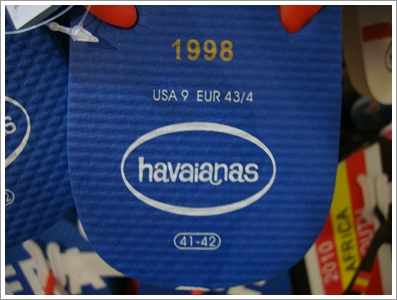 1998
USA 9 EUR 43/4
havaianas
41-42
2010
AFRICA